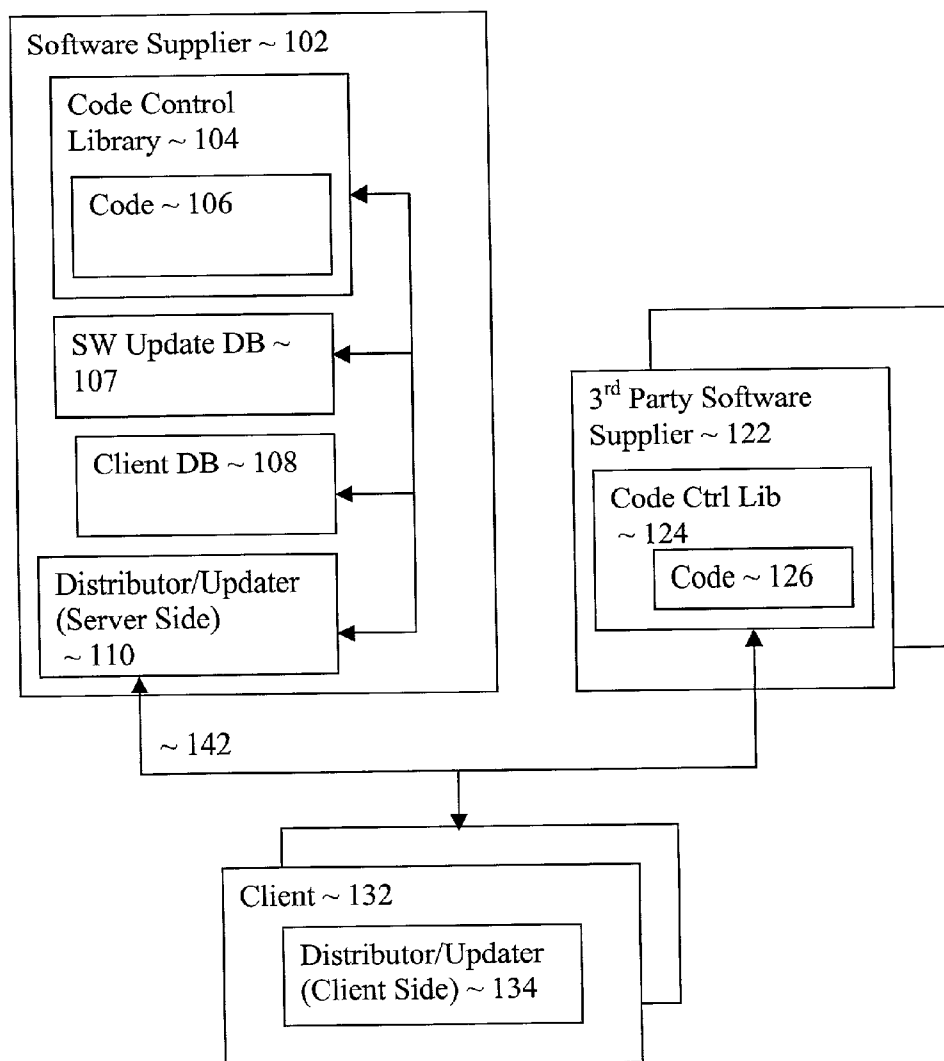 Software Supplier ~ 102
Code Control
Library ~ 104
Code ~ 106
SW Update DB ~
107
Client DB ~ 108
Distributor/Updater
(Server Side)
~ 110
3rd Party Software
Supplier ~ 122
Code Ctrl Lib
~ 124
Code ~ 126
~ 142
Client ~ 132
Distributor/Updater
(Client Side) ~ 134